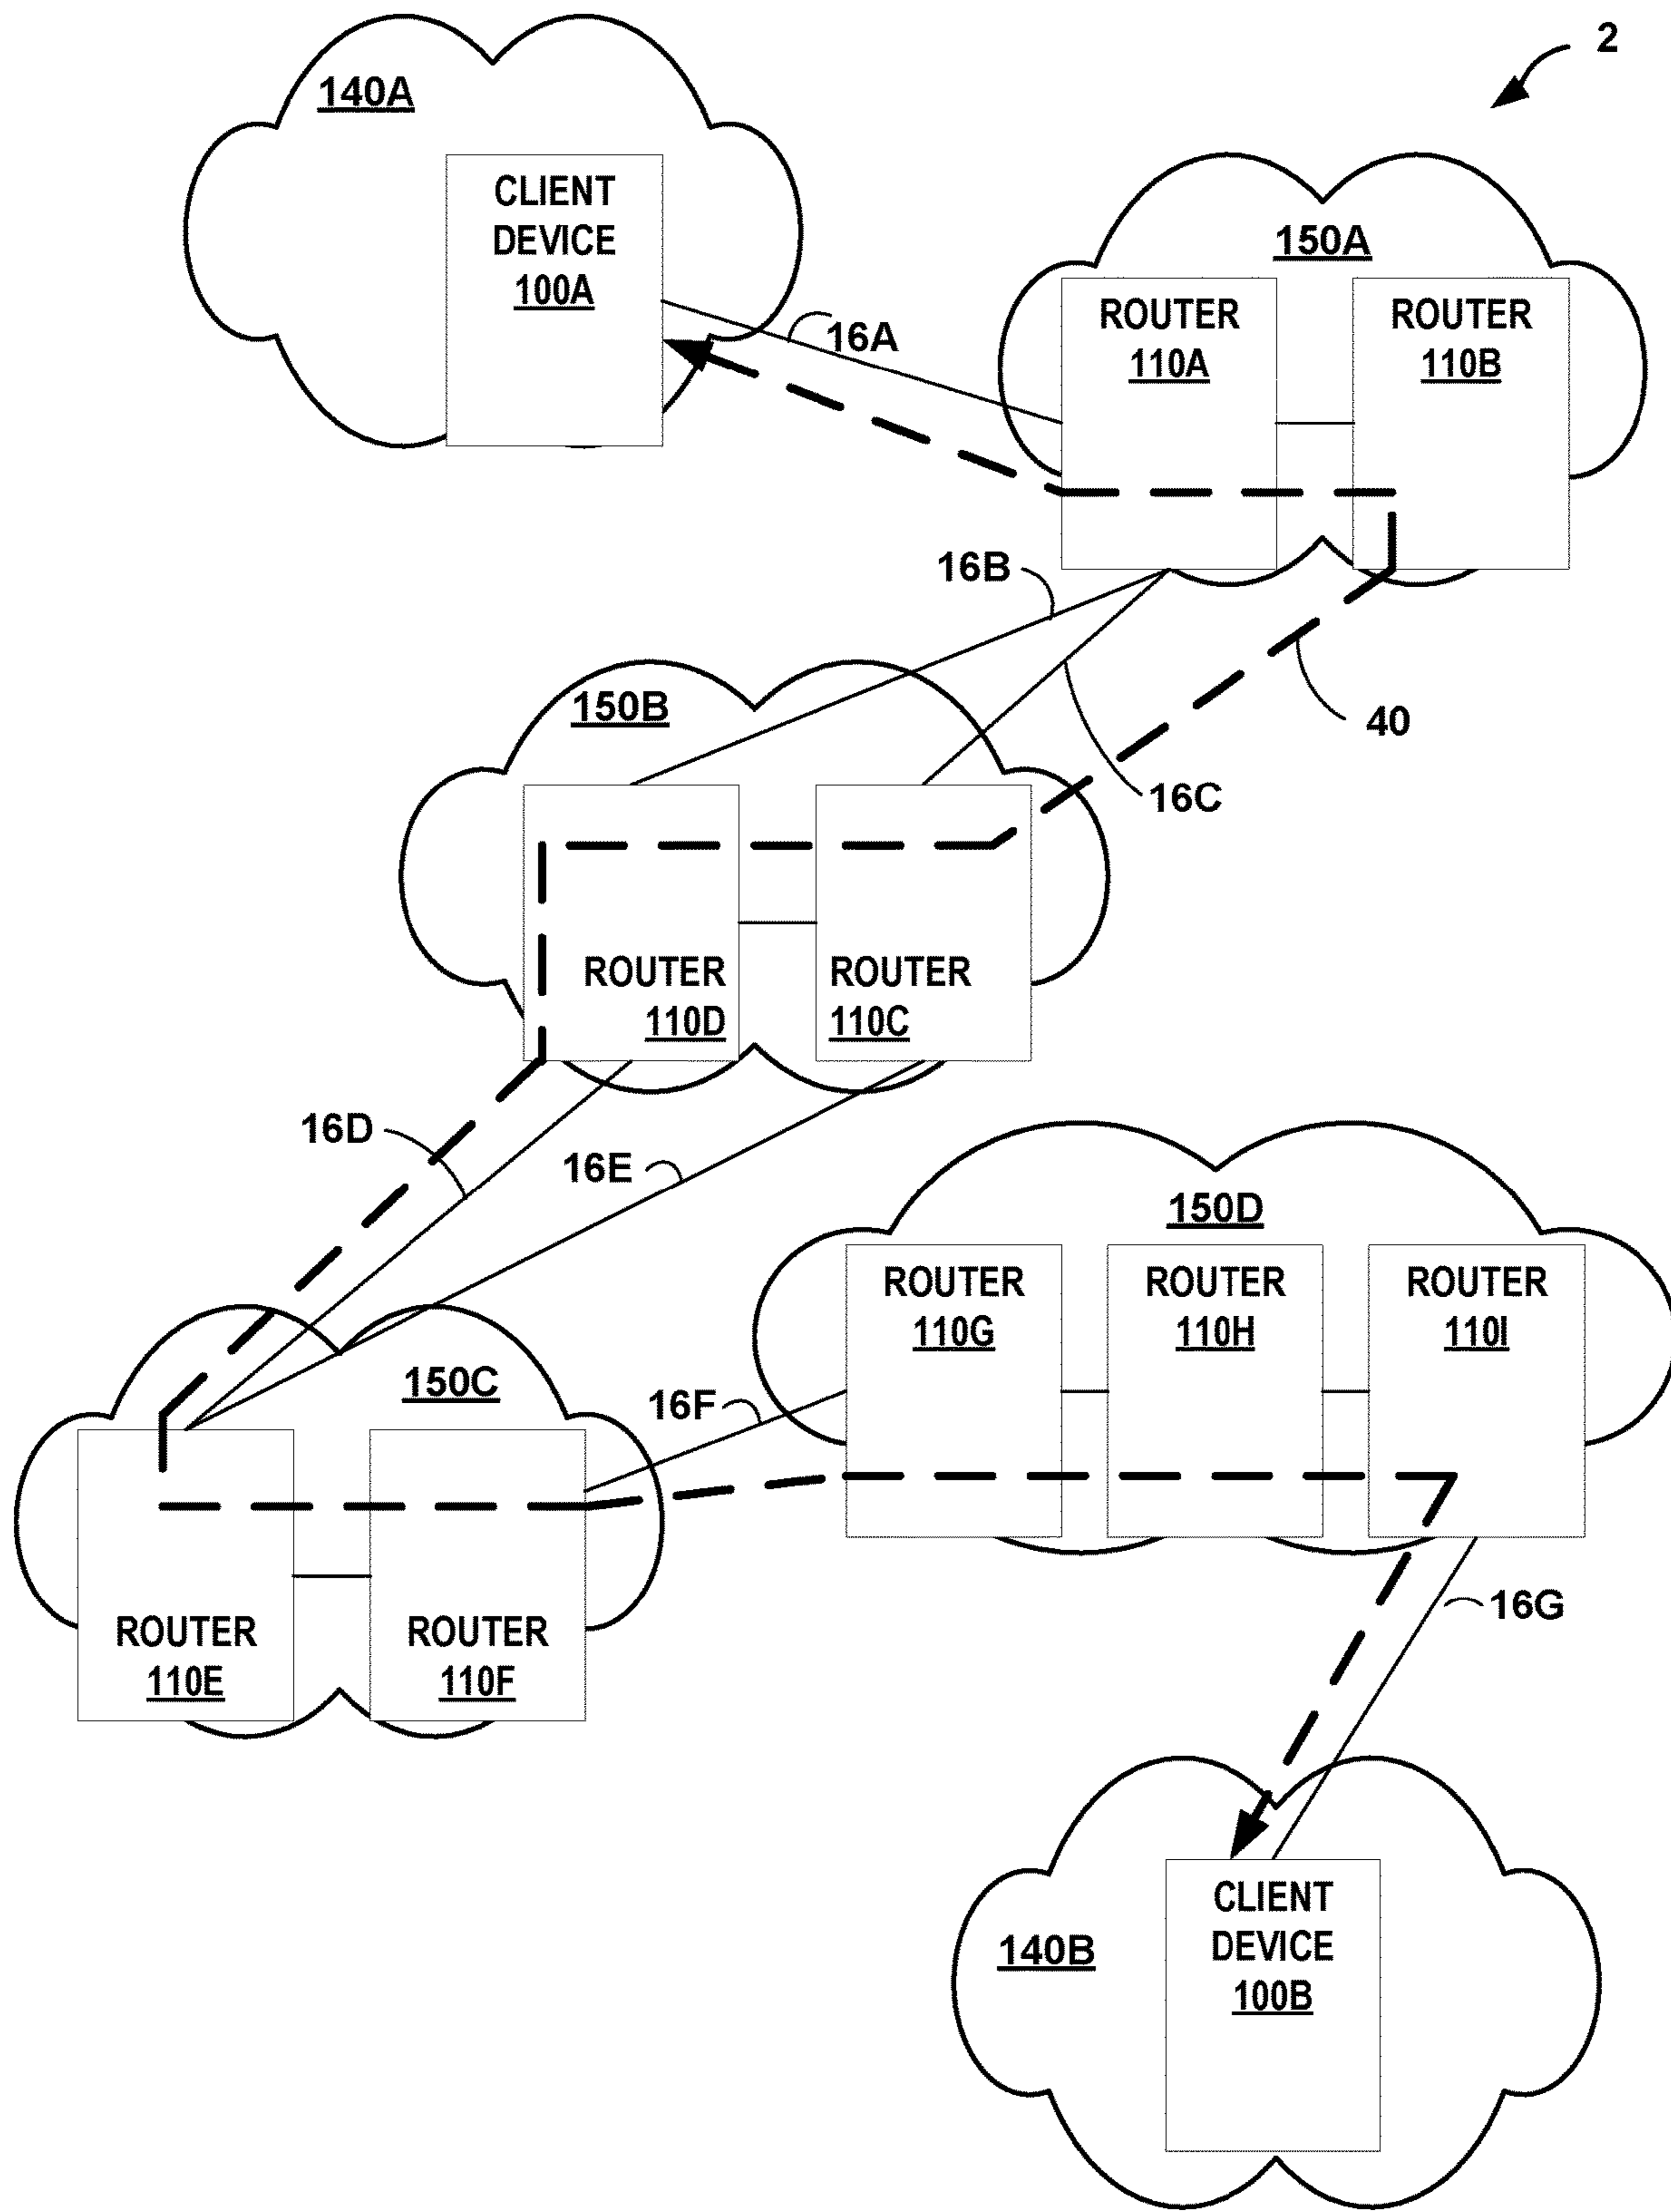 2
140A
CLIENT
DEVICE
100A
150A
ROUTER
110A
ROUTER
110B
16A
16B
40
16C
150B
ROUTER
110D
ROUTER
110C
16D
16E
150D
ROUTER
110G
ROUTER
110H
ROUTER
110I
150C
16F
ROUTER
110E
ROUTER
110F
16G
140B
CLIENT
DEVICE
100B